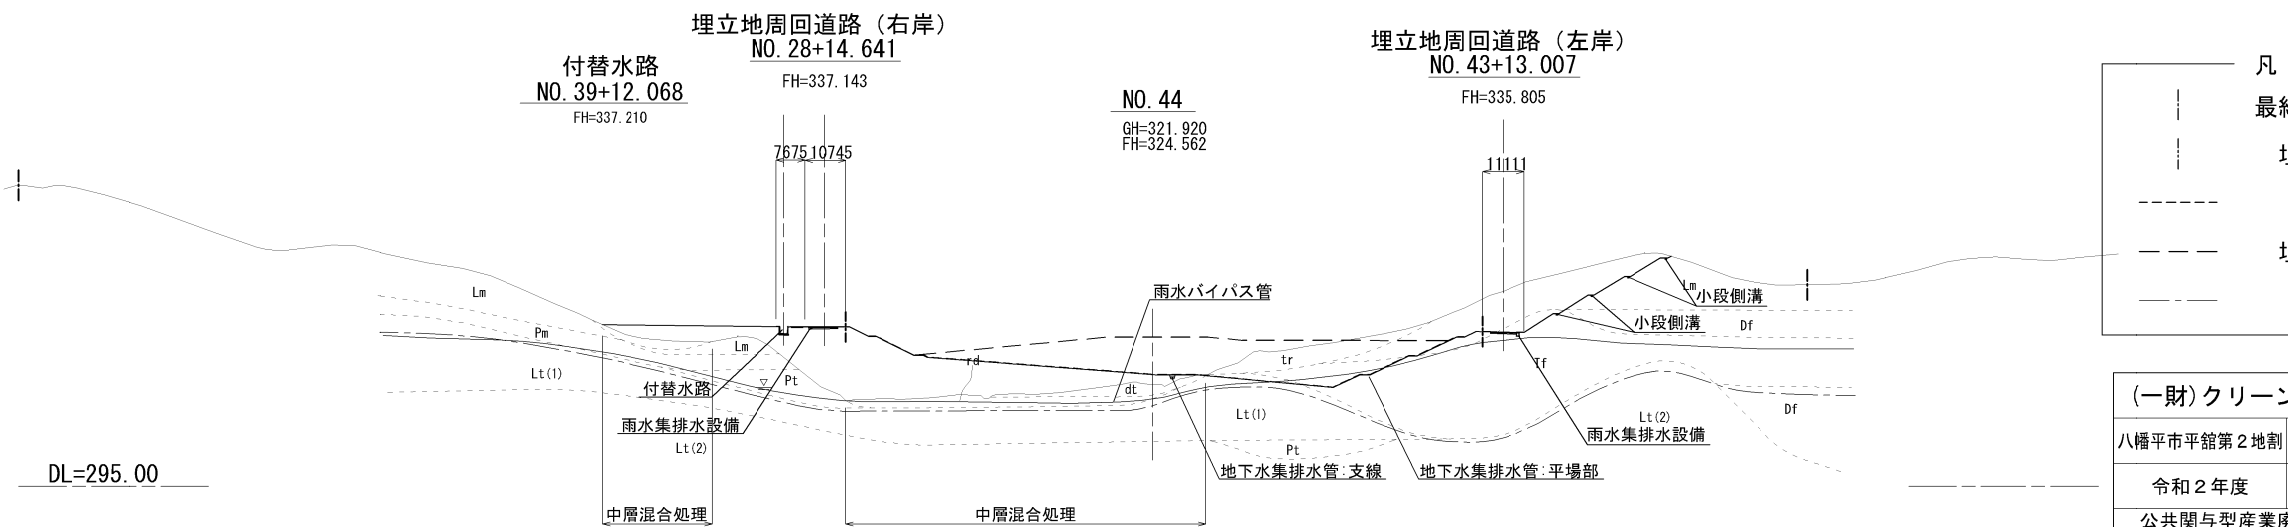 埋立地周回道路（右岸）
NO. 28+14.641
FH=337.143
付替水路
NO. 39+12.068
FH=337.210
NO. 44
GH=321.920
FH=324.562
埋立地周回道路（左岸）
NO. 43+13.007
FH=335.805
7675
10745
11111
凡
最終
(一財)クリーン
八幡平市平舘第２地割
令和２年度
公共関与型産業廃
Lm
Pm
Lm
Lt(1)
Pt
付替水路
雨水集排水設備
Lt(2)
rd
雨水バイパス管
dt
tr
Lt(1)
Pt
地下水集排水管:支線
地下水集排水管:平場部
Lm
小段側溝
小段側溝
Df
Tf
Lt(2)
雨水集排水設備
Df
DL=295.00
中層混合処理
中層混合処理